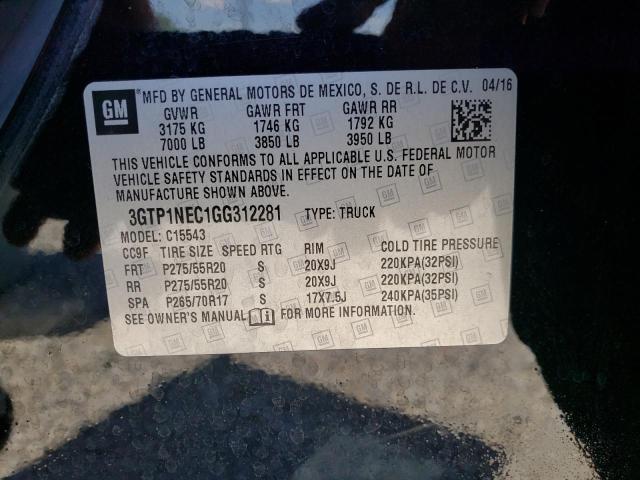 GM ® MFD BY GENERAL MOTORS DE MEXICO, S. DE R.L. DE C.V. 04/16
GVWR GAWR FRT GAWR RR
3175 KG 1746 KG 1792 KG
7000 LB 3850 LB 3950 LB
THIS VEHICLE CONFORMS TO ALL APPLICABLE U.S. FEDERAL MOTOR
VEHICLE SAFETY STANDARDS IN EFFECT ON THE DATE OF
MANUFACTURE SHOWN ABOVE.
3GTP1NEC1GG312281 TYPE: TRUCK
MODEL: C15543
CC9F TIRE SIZE SPEED RTG RIM COLD TIRE PRESSURE
FRT P275/55R20 S 20X9J 220KPA(32PSI)
RR P275/55R20 S 20X9J 220KPA(32PSI)
SPA P265/70R17 S 17X7.5J 240KPA(35PSI)
SEE OWNER'S MANUAL FOR MORE INFORMATION.